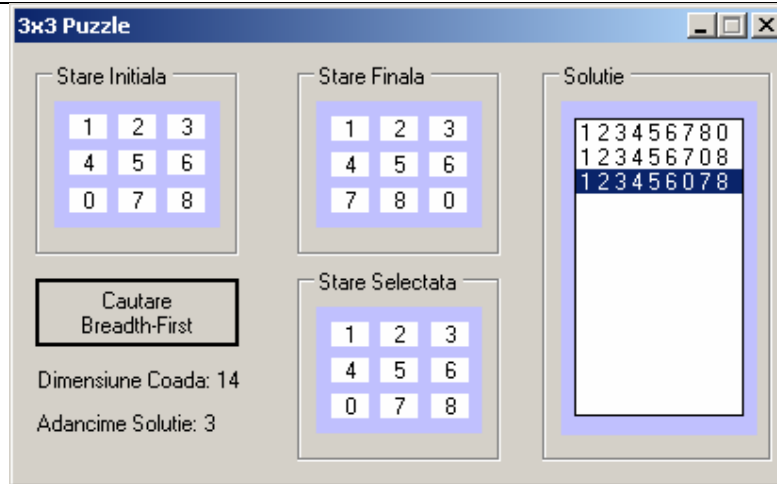 3x3 Puzzle
Stare Initiala
1 2 3
4 5 6
0 7 8
Stare Finala
1 2 3
4 5 6
7 8 0
Solutie
1 2 3 4 5 6 7 8 0
1 2 3 4 5 6 7 0 8
1 2 3 4 5 6 0 7 8
Cautare
Breadth-First
Dimensiune Coada: 14
Adancime Solutie: 3
Stare Selectata
1 2 3
4 5 6
0 7 8